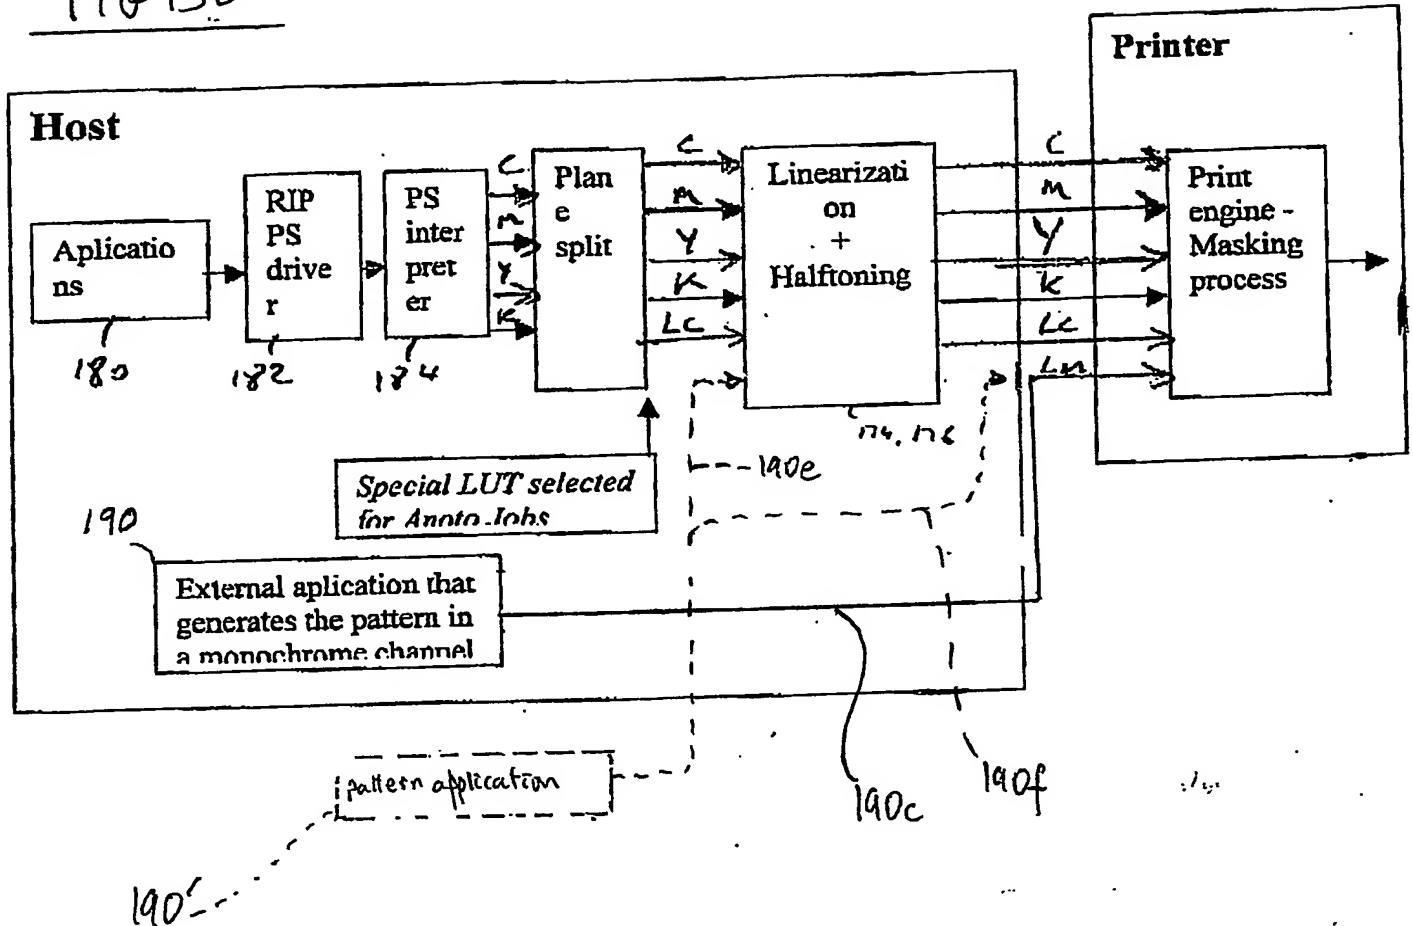 Printer
Host
Aplicatio
ns
180
RIP
PS
drive
r
182
PS
inter
pret
er
184
C
m
Y
K
Plan
e
split
C
M
Y
K
LC
Linearizati
on
+
Halftoning
174, 176
C
m
Y
K
LC
Lm
Print
engine -
Masking
process
Special LUT selected
for Anoto-Jobs
190e
190
External aplication that
generates the pattern in
a monochrome channel
pattern application
190c
190f
190'